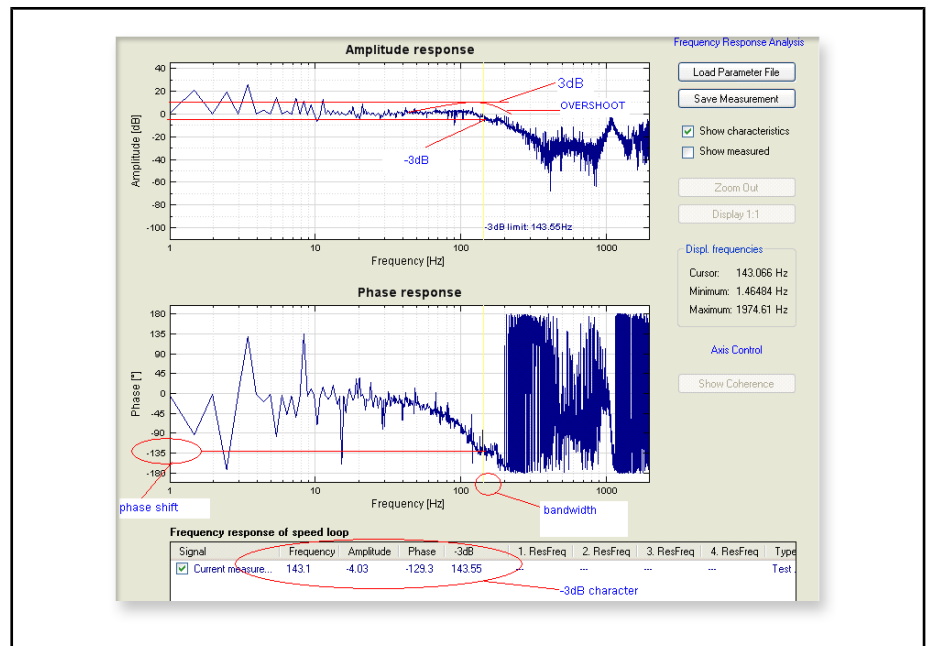 Frequency Response Analysis
Amplitude response
Load Parameter File
Save Measurement
Show characteristics
Show measured
Zoom Out
Display 1:1
Displ. frequencies
Cursor: 143.066 Hz
Minimum: 1.46484 Hz
Maximum: 1974.61 Hz
Axis Control
Show Coherence
Amplitude [dB]
40
20
0
-20
-40
-60
-80
-100
3dB
OVERSHOOT
-3dB
-3dB limit: 143.55Hz
1 10 100 1000
Frequency [Hz]
Phase response
Phase [°]
180
135
90
45
0
-45
-90
-135
-180
1 10 100 1000
Frequency [Hz]
phase shift
bandwidth
Frequency response of speed loop
Signal Frequency Amplitude Phase -3dB 1. ResFreq 2. ResFreq 3. ResFreq 4. ResFreq Type
Current measure... 143.1 -4.03 -129.3 143.55 --- --- --- --- Test .
-3dB character